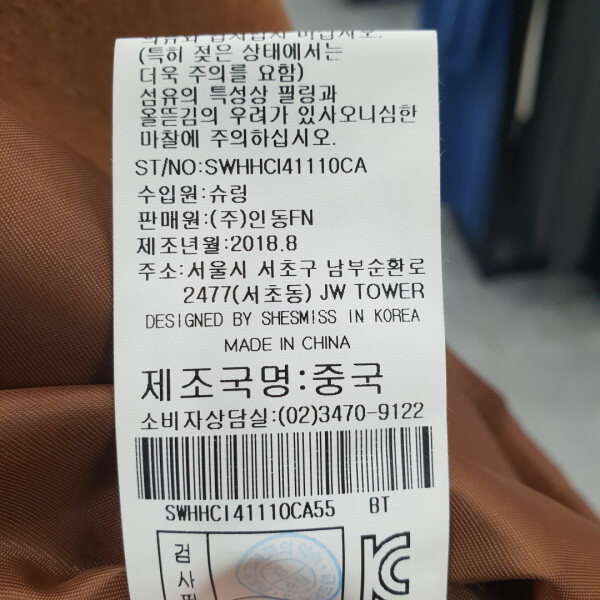 (특히 젖은 상태에서는
더욱 주의를 요함)
섬유의 특성상 필링과
올뜯김의 우려가 있사오니심한
마찰에 주의하십시오.
ST/NO:SWHHCI41110CA
수입원:슈링
판매원:(주)인동FN
제조년월:2018.8
주소:서울시 서초구 남부순환로
2477(서초동) JW TOWER
DESIGNED BY SHESMISS IN KOREA
MADE IN CHINA
제조국명:중국
소비자상담실:(02)3470-9122
SWHHCI41110CA55 BT
검
사